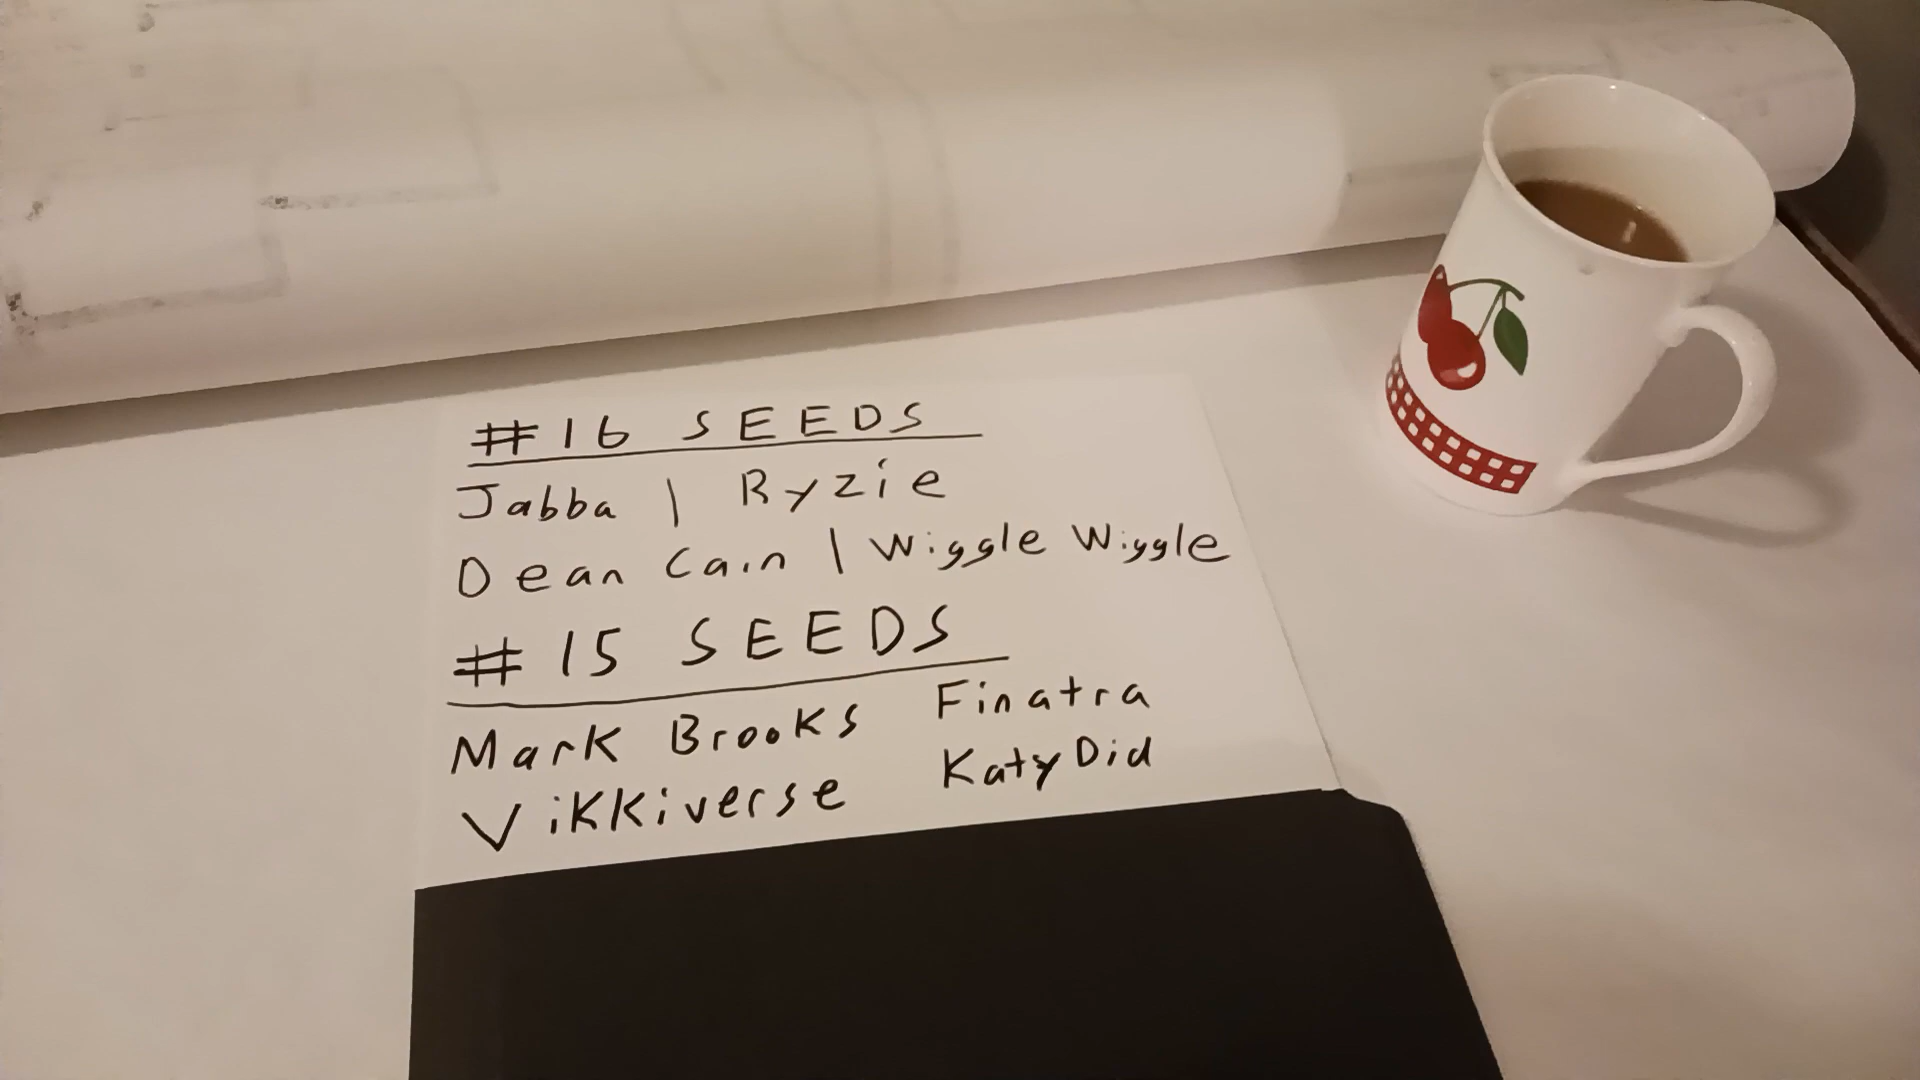 #16 SEEDS
Jabba | Ryzie
Dean Cain | Wiggle Wiggle
#15 SEEDS
Mark Brooks Finatra
Vikkiverse KatyDid